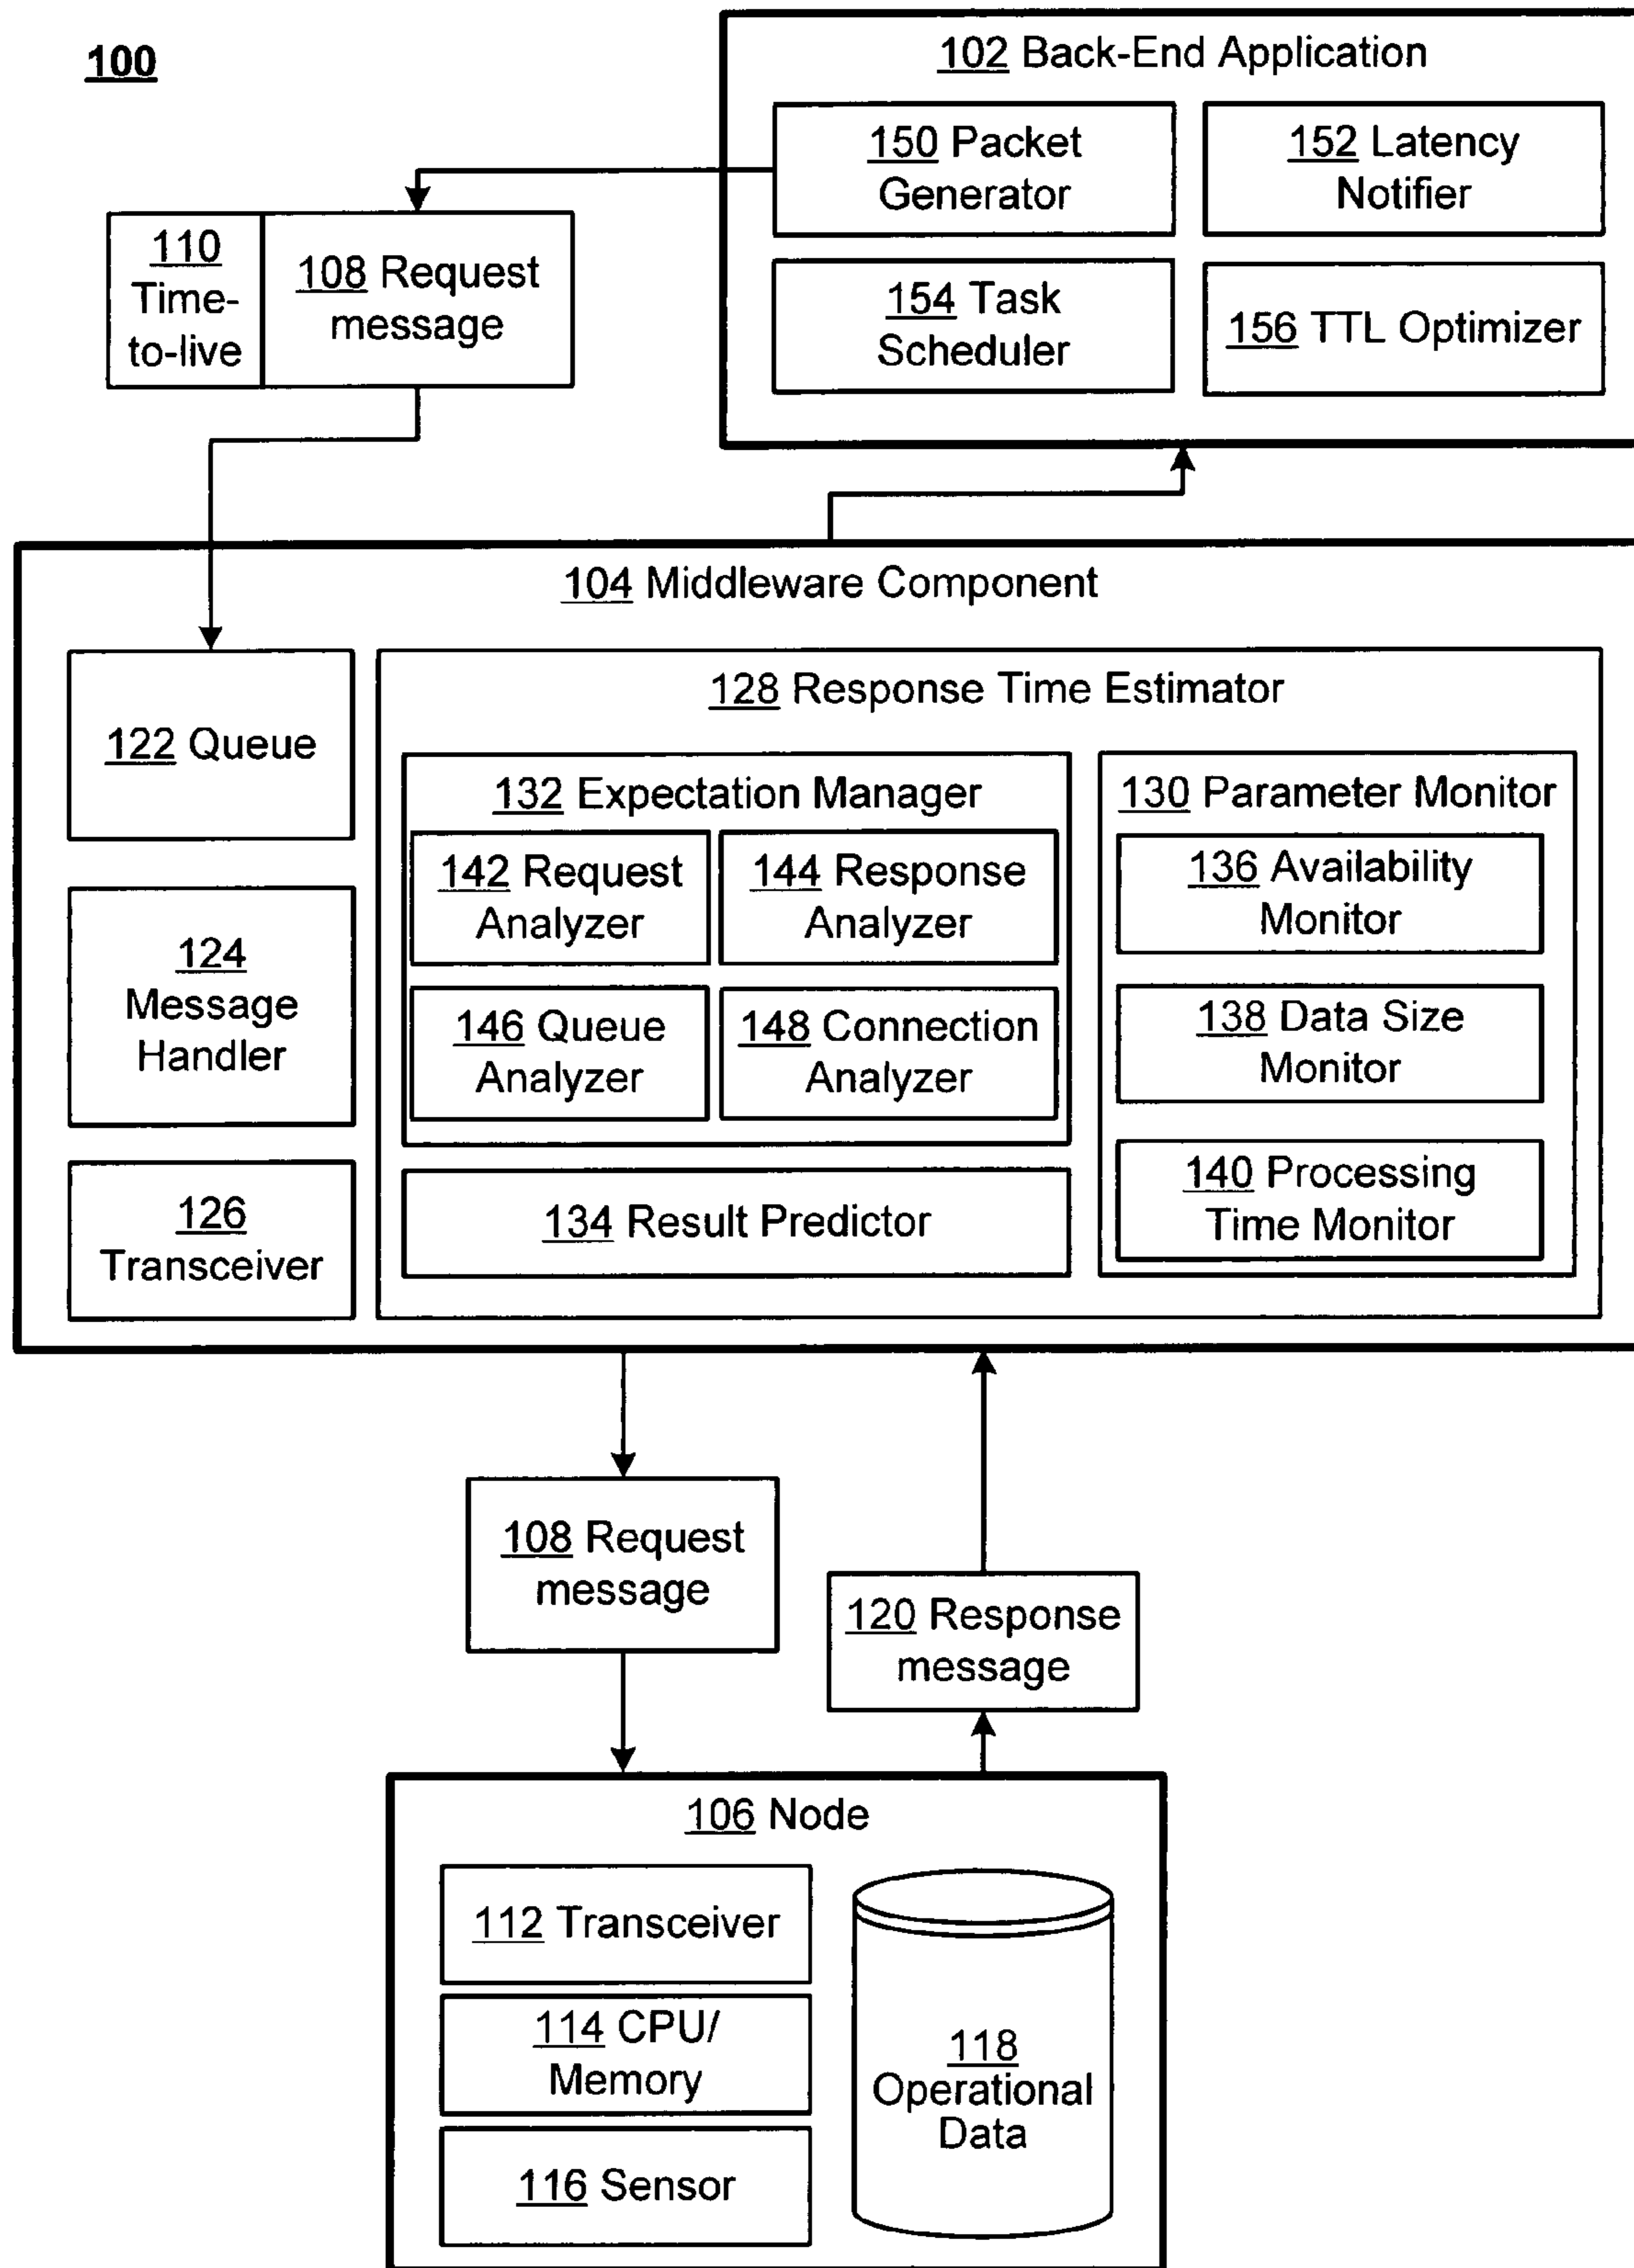 100
102 Back-End Application
150 Packet
Generator
152 Latency
Notifier
154 Task
Scheduler
156 TTL Optimizer
110
Time-
to-live
108 Request
message
104 Middleware Component
122 Queue
124
Message
Handler
126
Transceiver
128 Response Time Estimator
132 Expectation Manager
142 Request
Analyzer
144 Response
Analyzer
146 Queue
Analyzer
148 Connection
Analyzer
134 Result Predictor
130 Parameter Monitor
136 Availability
Monitor
138 Data Size
Monitor
140 Processing
Time Monitor
108 Request
message
120 Response
message
106 Node
112 Transceiver
114 CPU/
Memory
116 Sensor
118
Operational
Data